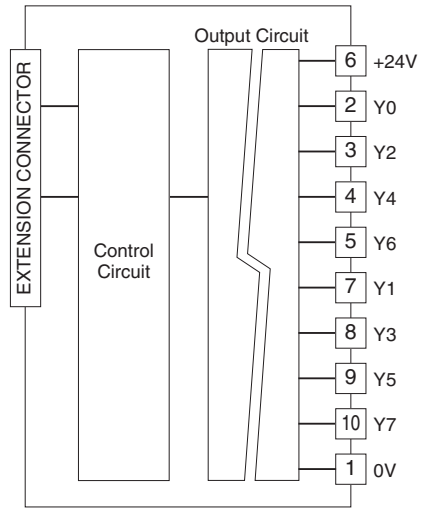 Output Circuit
EXTENSION CONNECTOR
Control
Circuit
6 +24V
2 Y0
3 Y2
4 Y4
5 Y6
7 Y1
8 Y3
9 Y5
10 Y7
1 0V